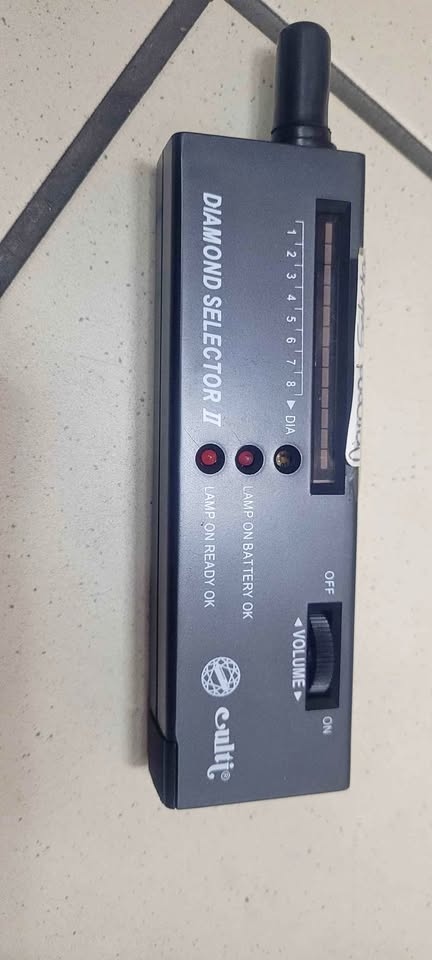 DIAMOND SELECTOR II
1 2 3 4 5 6 7 8 ▶ DIA
LAMP ON BATTERY OK
LAMP ON READY OK
OFF
◀ VOLUME ▶
ON
culti®